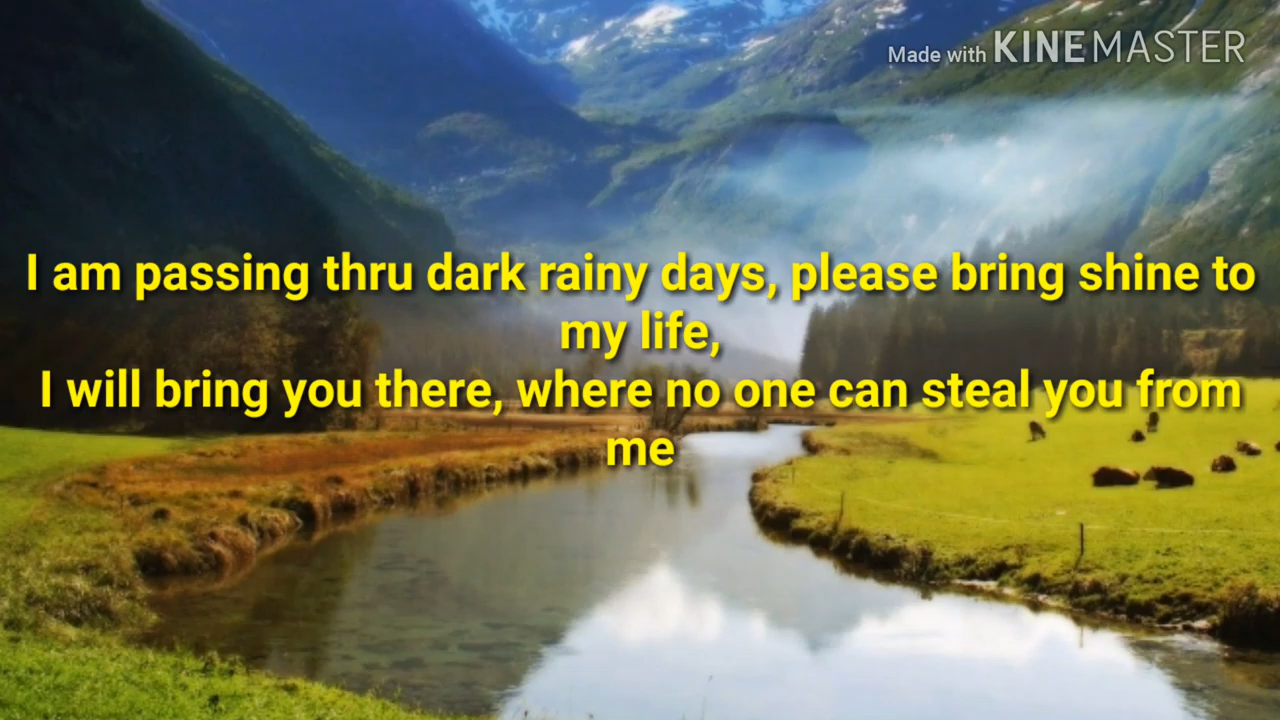 Made with KINEMASTER
I am passing thru dark rainy days, please bring shine to
my life,
I will bring you there, where no one can steal you from
me